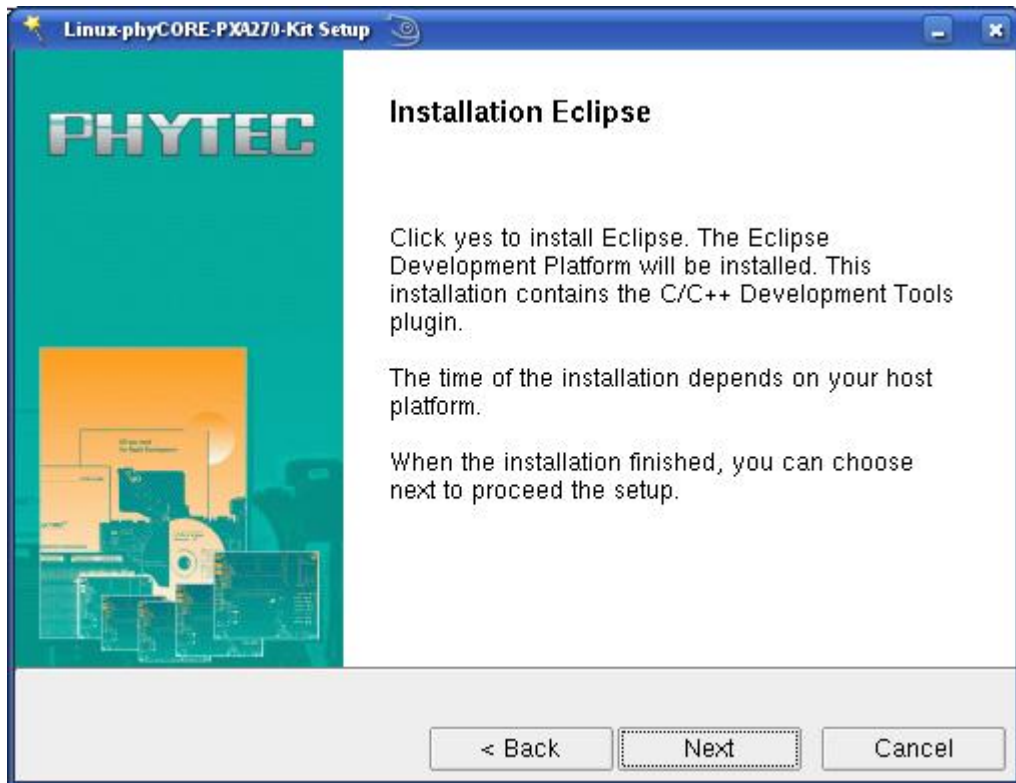 Linux-phyCORE-PXA270-Kit Setup
PHYTEC
Installation Eclipse
Click yes to install Eclipse. The Eclipse
Development Platform will be installed. This
installation contains the C/C++ Development Tools
plugin.
The time of the installation depends on your host
platform.
When the installation finished, you can choose
next to proceed the setup.
< Back
Next
Cancel